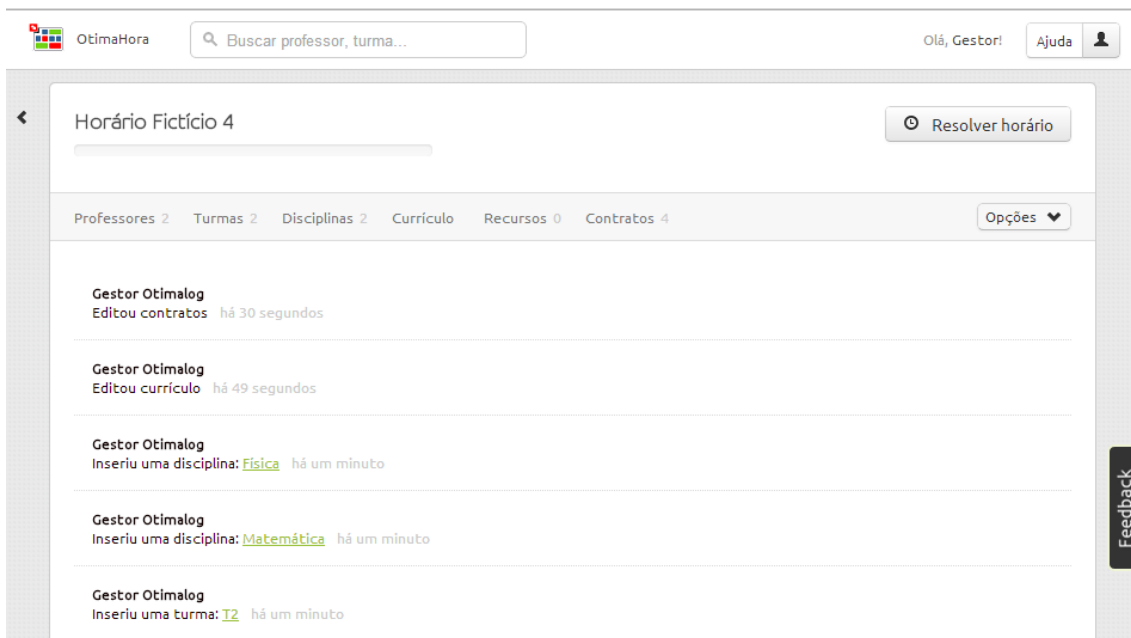 OtimaHora
Buscar professor, turma...
Olá, Gestor!
Ajuda
Horário Fictício 4
Resolver horário
Professores 2 Turmas 2 Disciplinas 2 Currículo Recursos 0 Contratos 4
Opções
Gestor Otimalog
Editou contratos há 30 segundos
Gestor Otimalog
Editou currículo há 49 segundos
Gestor Otimalog
Inseriu uma disciplina: Física há um minuto
Gestor Otimalog
Inseriu uma disciplina: Matemática há um minuto
Gestor Otimalog
Inseriu uma turma: T2 há um minuto
Feedback